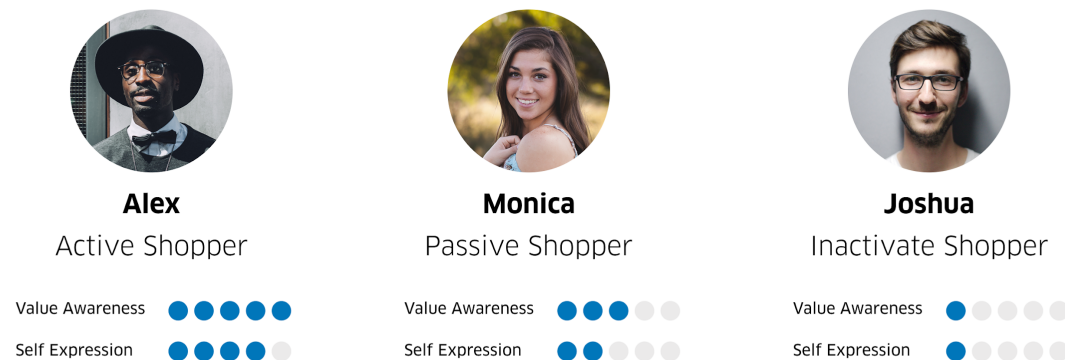 Alex
Active Shopper
Value Awareness
Self Expression
Monica
Passive Shopper
Value Awareness
Self Expression
Joshua
Inactivate Shopper
Value Awareness
Self Expression